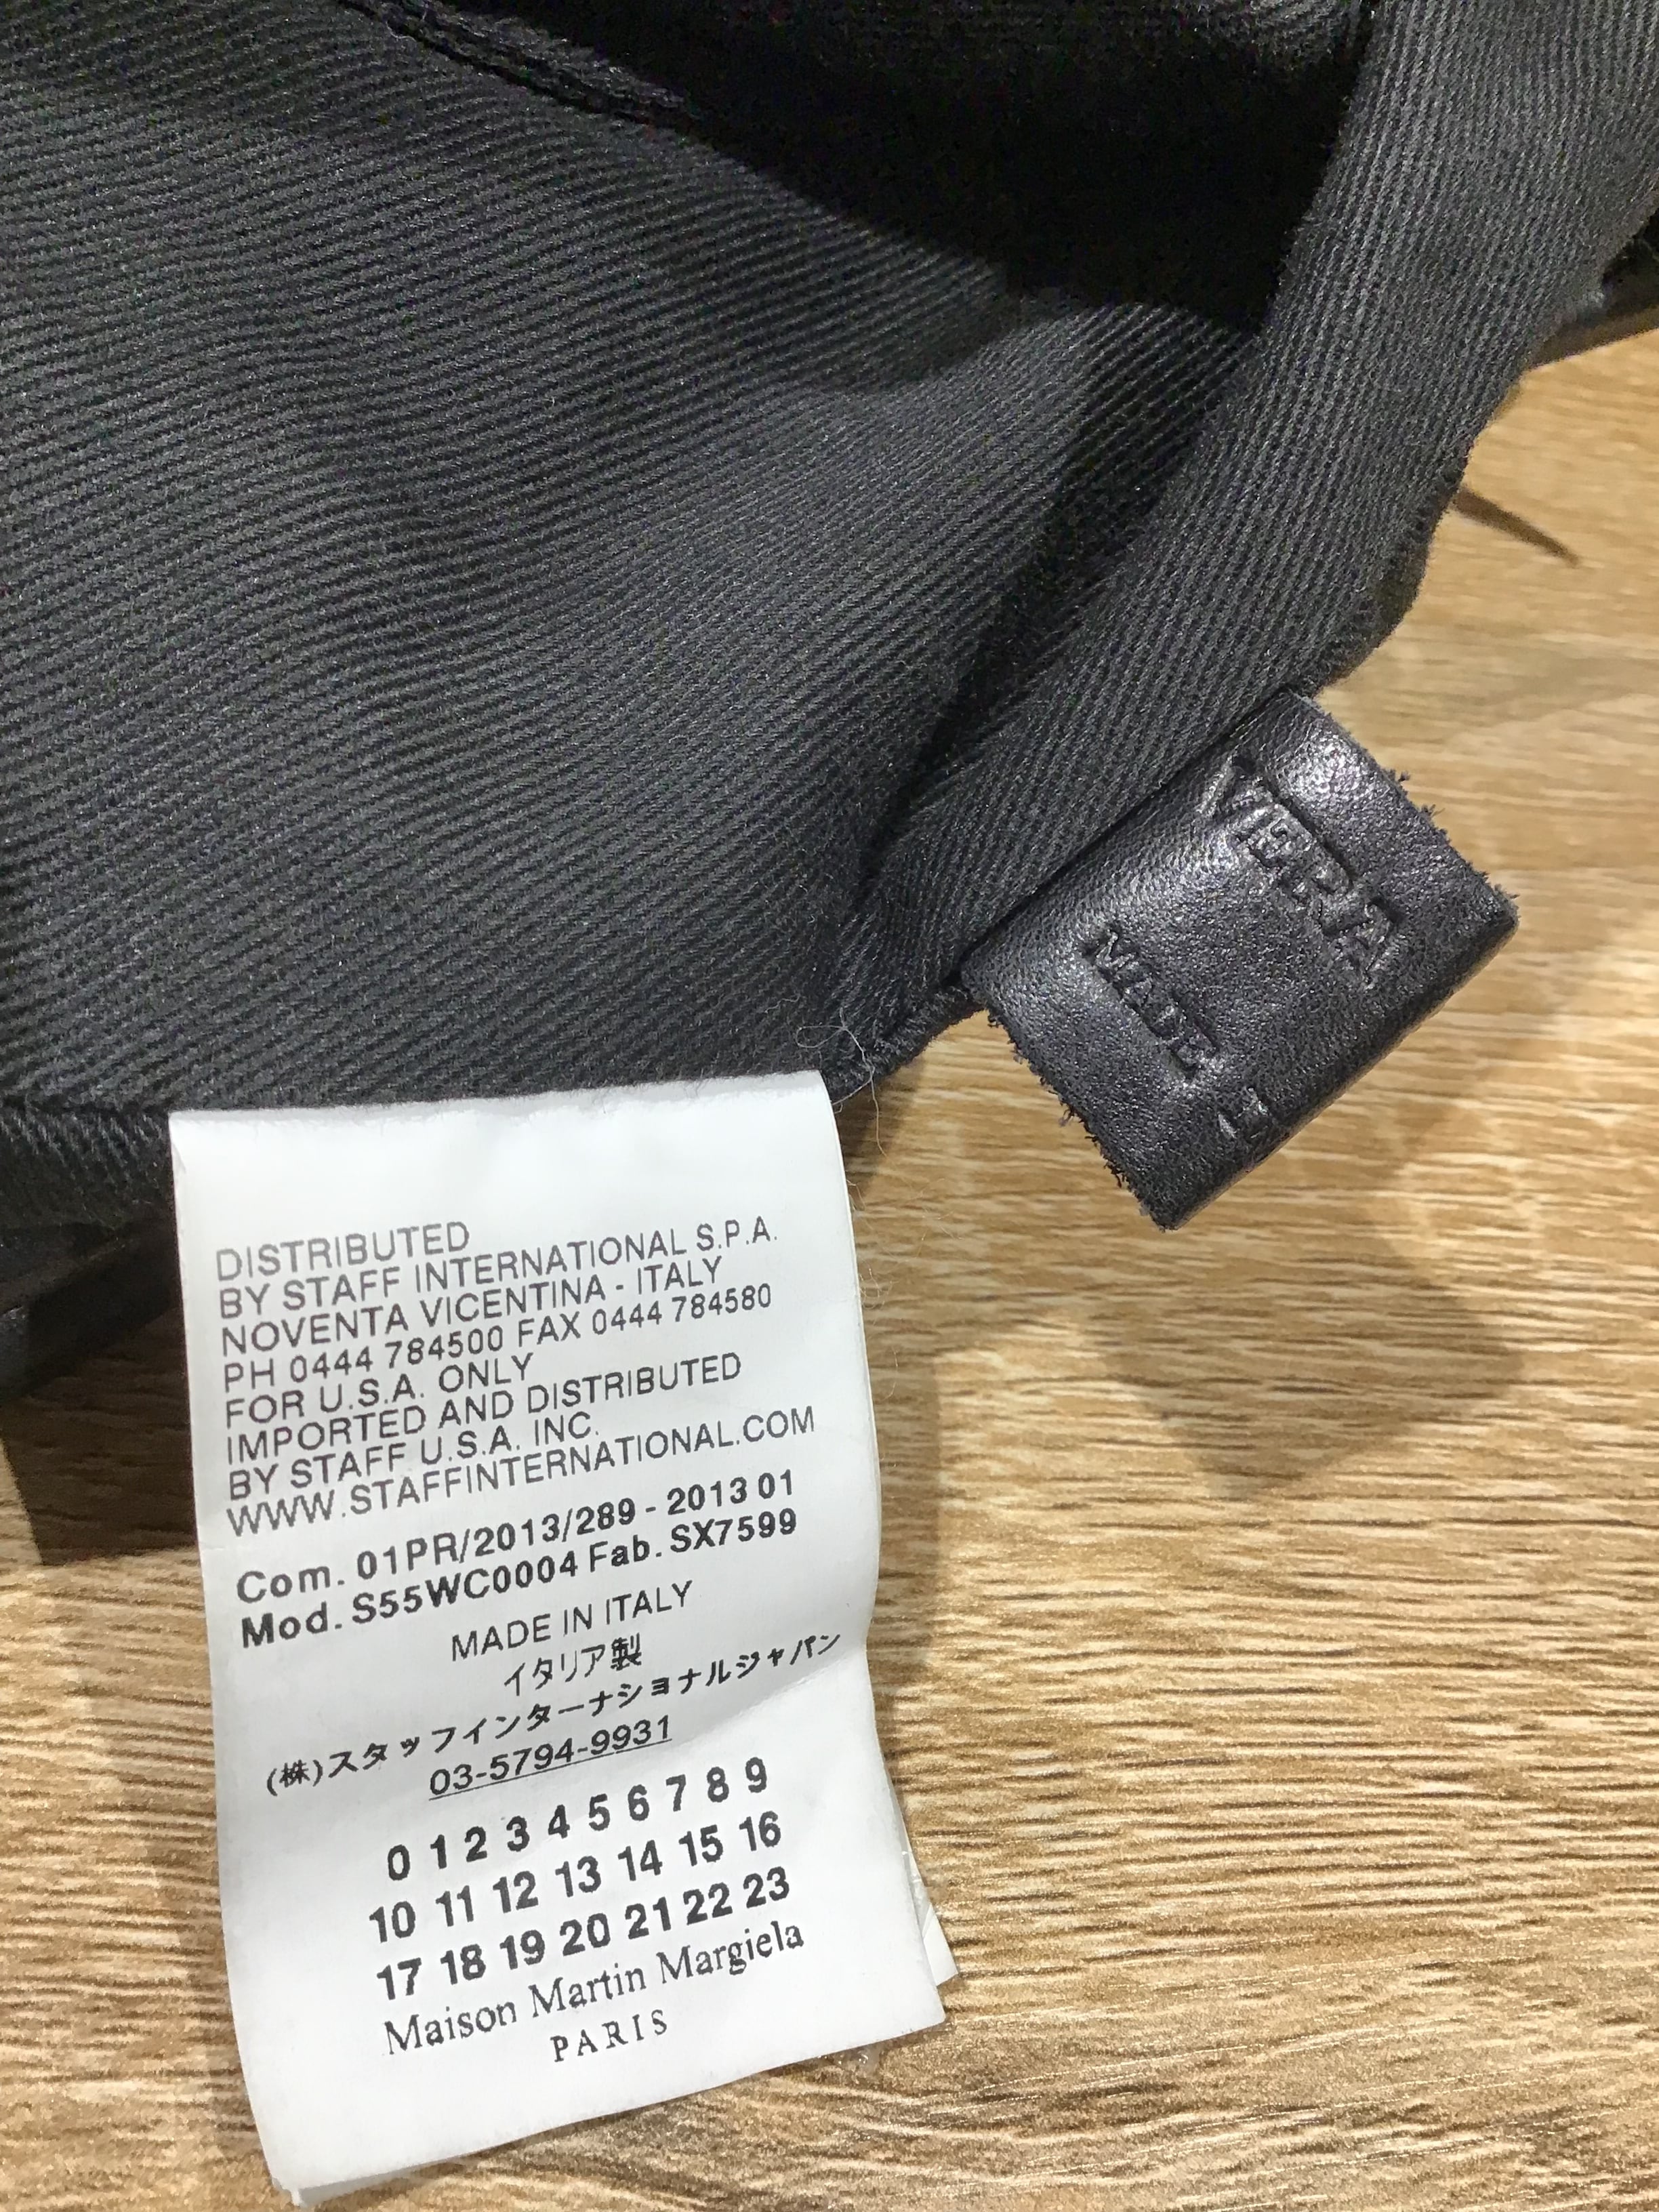 VERA
MADE
DISTRIBUTED
BY STAFF INTERNATIONAL S.P.A.
NOVENTA VICENTINA - ITALY
PH 0444 784500 FAX 0444 784580
FOR U.S.A. ONLY
IMPORTED AND DISTRIBUTED
BY STAFF U.S.A. INC.
WWW.STAFFINTERNATIONAL.COM
Com. 01PR/2013/289 - 2013 01
Mod. S55WC0004 Fab. SX7599
MADE IN ITALY
イタリア製
(株)スタッフインターナショナルジャパン
03-5794-9931
0 1 2 3 4 5 6 7 8 9
10 11 12 13 14 15 16
17 18 19 20 21 22 23
Maison Martin Margiela
PARIS